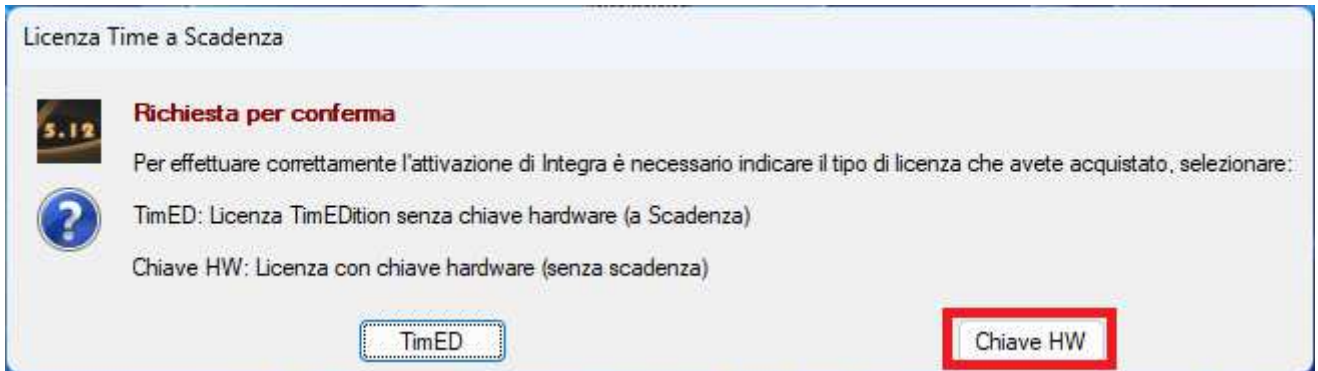 Licenza Time a Scadenza
Richiesta per conferma
5.12
Per effettuare correttamente l'attivazione di Integra è necessario indicare il tipo di licenza che avete acquistato, selezionare:
TimED: Licenza TimEDition senza chiave hardware (a Scadenza)
Chiave HW: Licenza con chiave hardware (senza scadenza)
TimED
Chiave HW